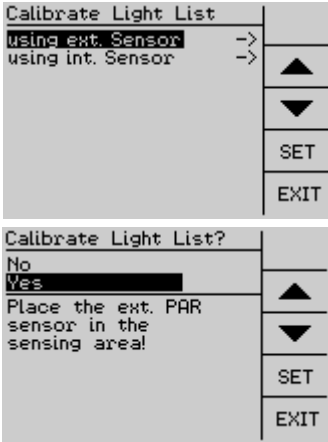 Calibrate Light List
using ext. Sensor ->
using int. Sensor ->
SET
EXIT
Calibrate Light List?
No
Yes
Place the ext. PAR
sensor in the
sensing area!
SET
EXIT